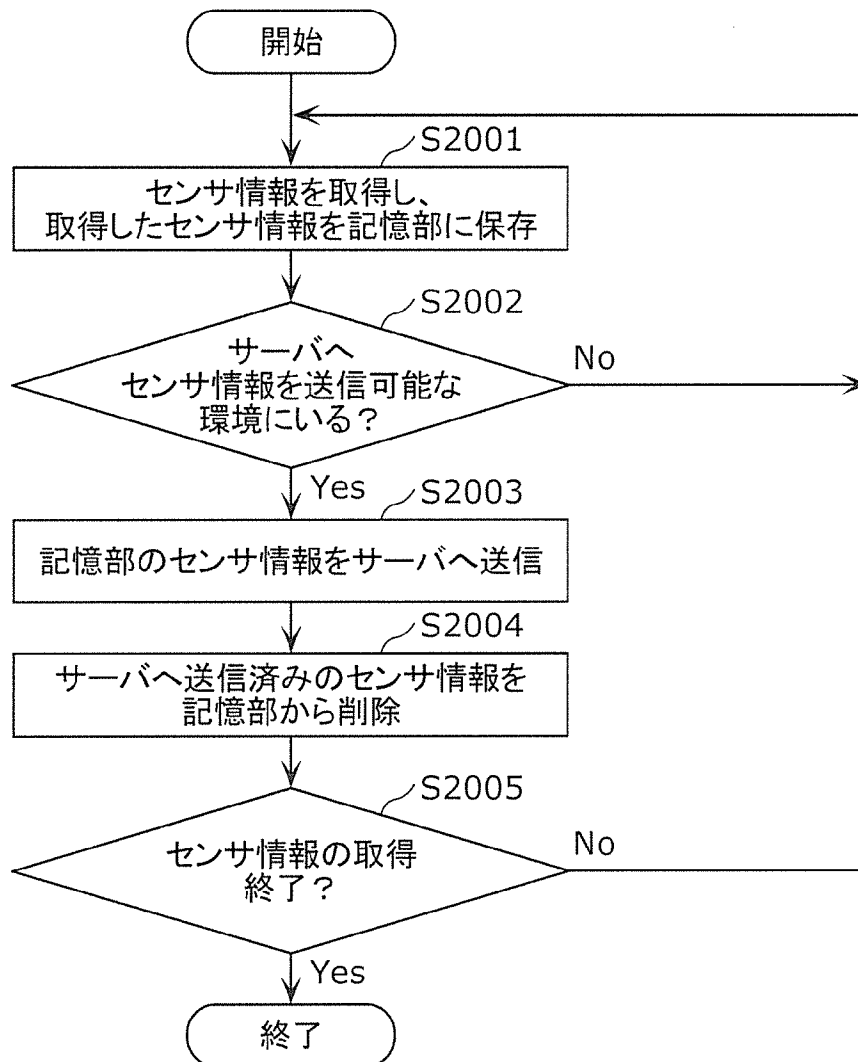 開始
S2001
センサ情報を取得し、
取得したセンサ情報を記憶部に保存
S2002
サーバへ
センサ情報を送信可能な
環境にいる？
No
Yes
S2003
記憶部のセンサ情報をサーバへ送信
S2004
サーバへ送信済みのセンサ情報を
記憶部から削除
S2005
センサ情報の取得
終了？
No
Yes
終了